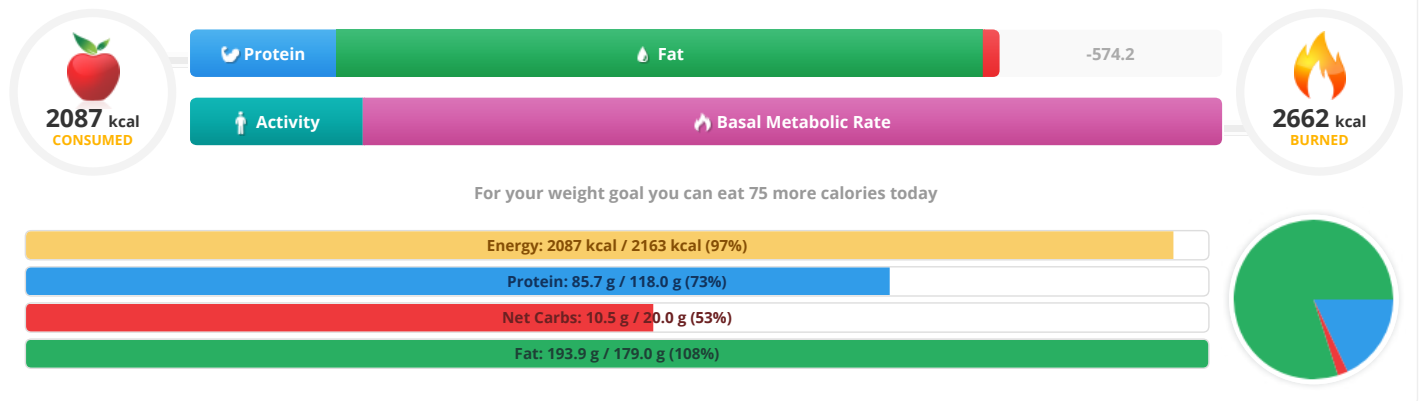 Protein
Fat
-574.2
2087 kcal
CONSUMED
Activity
Basal Metabolic Rate
2662 kcal
BURNED
For your weight goal you can eat 75 more calories today
Energy: 2087 kcal / 2163 kcal (97%)
Protein: 85.7 g / 118.0 g (73%)
Net Carbs: 10.5 g / 20.0 g (53%)
Fat: 193.9 g / 179.0 g (108%)